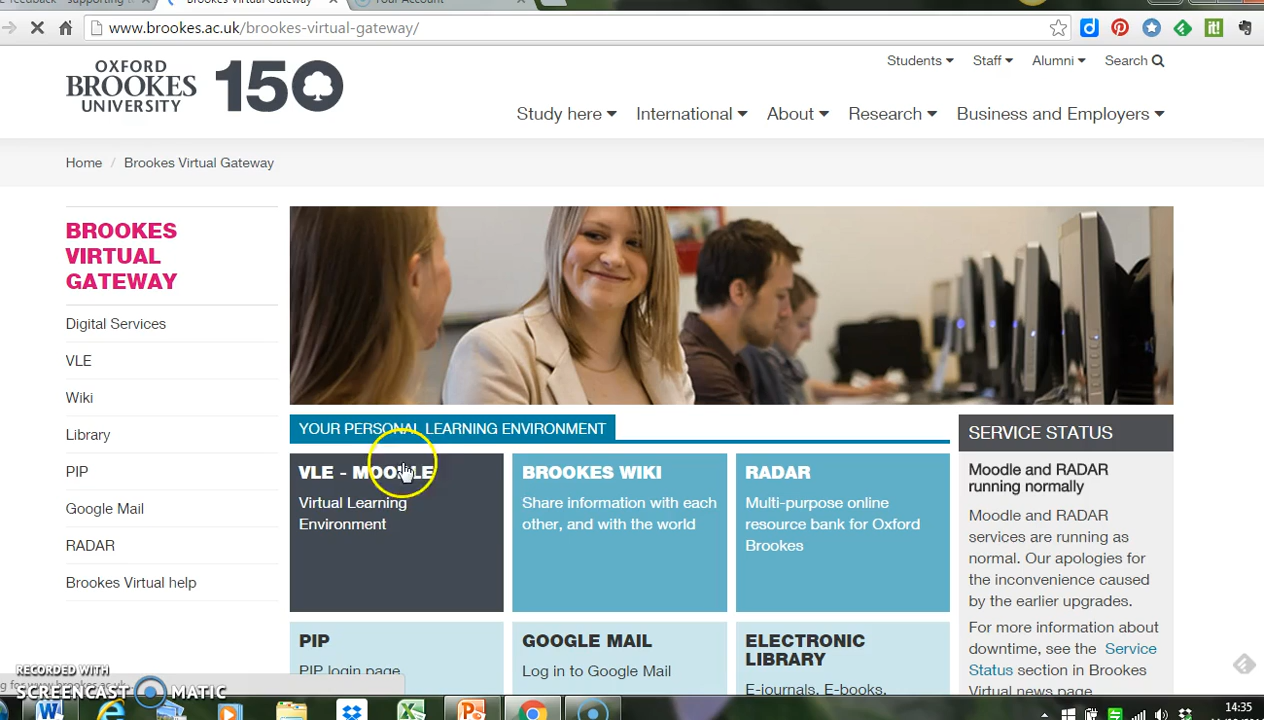 Brookes Virtual Gateway
Your Account
www.brookes.ac.uk/brookes-virtual-gateway/
it!
OXFORD
BROOKES
UNIVERSITY
150
Students
Staff
Alumni
Search
Study here
International
About
Research
Business and Employers
Home / Brookes Virtual Gateway
BROOKES
VIRTUAL
GATEWAY
Digital Services
VLE
Wiki
Library
PIP
Google Mail
RADAR
Brookes Virtual help
YOUR PERSONAL LEARNING ENVIRONMENT
VLE - MOODLE
Virtual Learning
Environment
BROOKES WIKI
Share information with each
other, and with the world
RADAR
Multi-purpose online
resource bank for Oxford
Brookes
PIP
PIP login page
GOOGLE MAIL
Log in to Google Mail
ELECTRONIC
LIBRARY
E-journals, E-books,
SERVICE STATUS
Moodle and RADAR
running normally
Moodle and RADAR
services are running as
normal. Our apologies for
the inconvenience caused
by the earlier upgrades.
For more information about
downtime, see the Service
Status section in Brookes
Virtual news page
RECORDED WITH
SCREENCAST MATIC
14:35